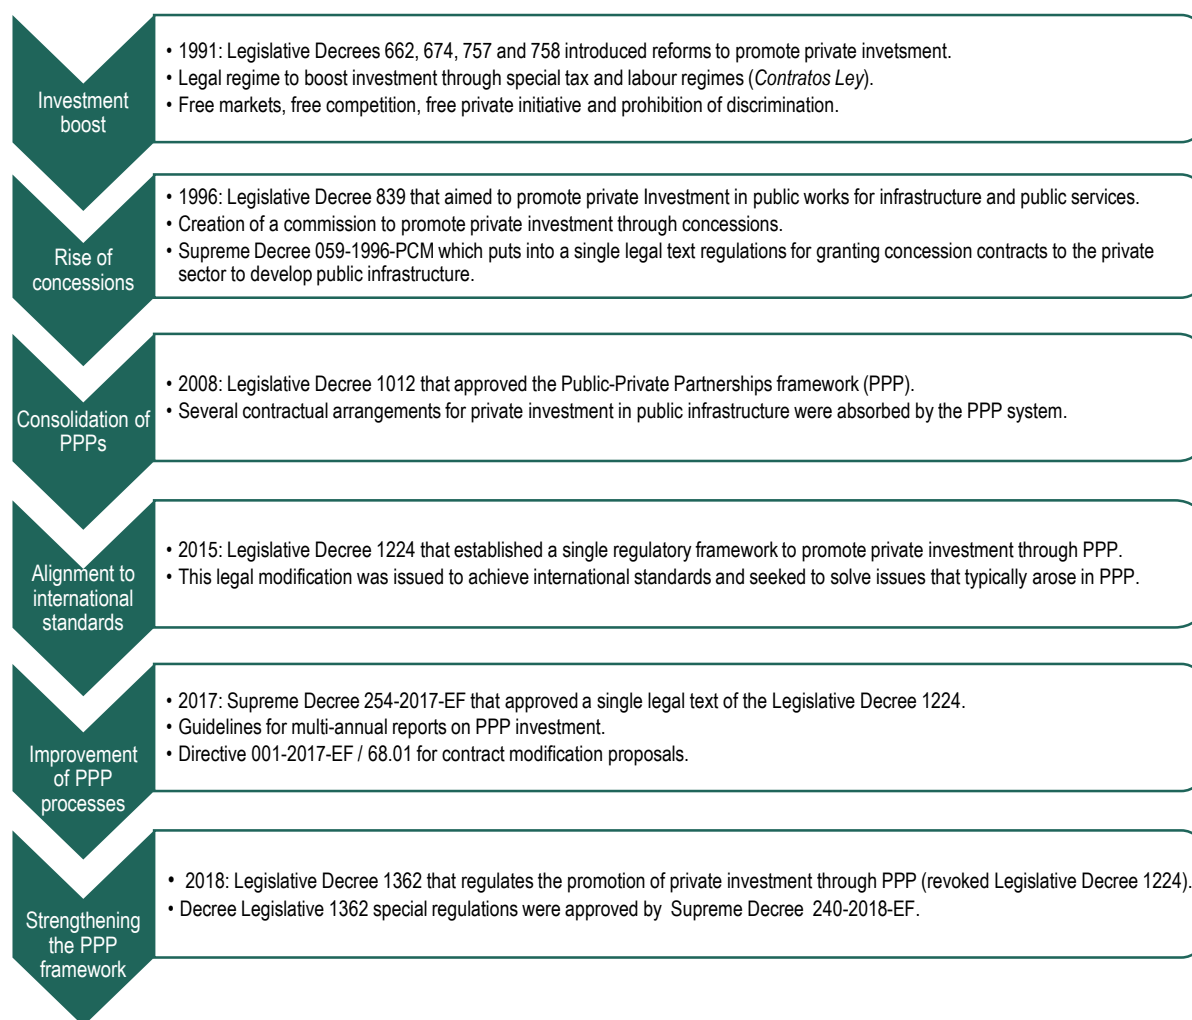 Investment
boost
• 1991: Legislative Decrees 662, 674, 757 and 758 introduced reforms to promote private invetsment.
• Legal regime to boost investment through special tax and labour regimes (Contratos Ley).
• Free markets, free competition, free private initiative and prohibition of discrimination.
Rise of
concessions
• 1996: Legislative Decree 839 that aimed to promote private Investment in public works for infrastructure and public services.
• Creation of a commission to promote private investment through concessions.
• Supreme Decree 059-1996-PCM which puts into a single legal text regulations for granting concession contracts to the private
sector to develop public infrastructure.
Consolidation of
PPPs
• 2008: Legislative Decree 1012 that approved the Public-Private Partnerships framework (PPP).
• Several contractual arrangements for private investment in public infrastructure were absorbed by the PPP system.
Alignment to
international
standards
• 2015: Legislative Decree 1224 that established a single regulatory framework to promote private investment through PPP.
• This legal modification was issued to achieve international standards and seeked to solve issues that typically arose in PPP.
Improvement
of PPP
processes
• 2017: Supreme Decree 254-2017-EF that approved a single legal text of the Legislative Decree 1224.
• Guidelines for multi-annual reports on PPP investment.
• Directive 001-2017-EF / 68.01 for contract modification proposals.
Strengthening
the PPP
framework
• 2018: Legislative Decree 1362 that regulates the promotion of private investment through PPP (revoked Legislative Decree 1224).
• Decree Legislative 1362 special regulations were approved by Supreme Decree 240-2018-EF.